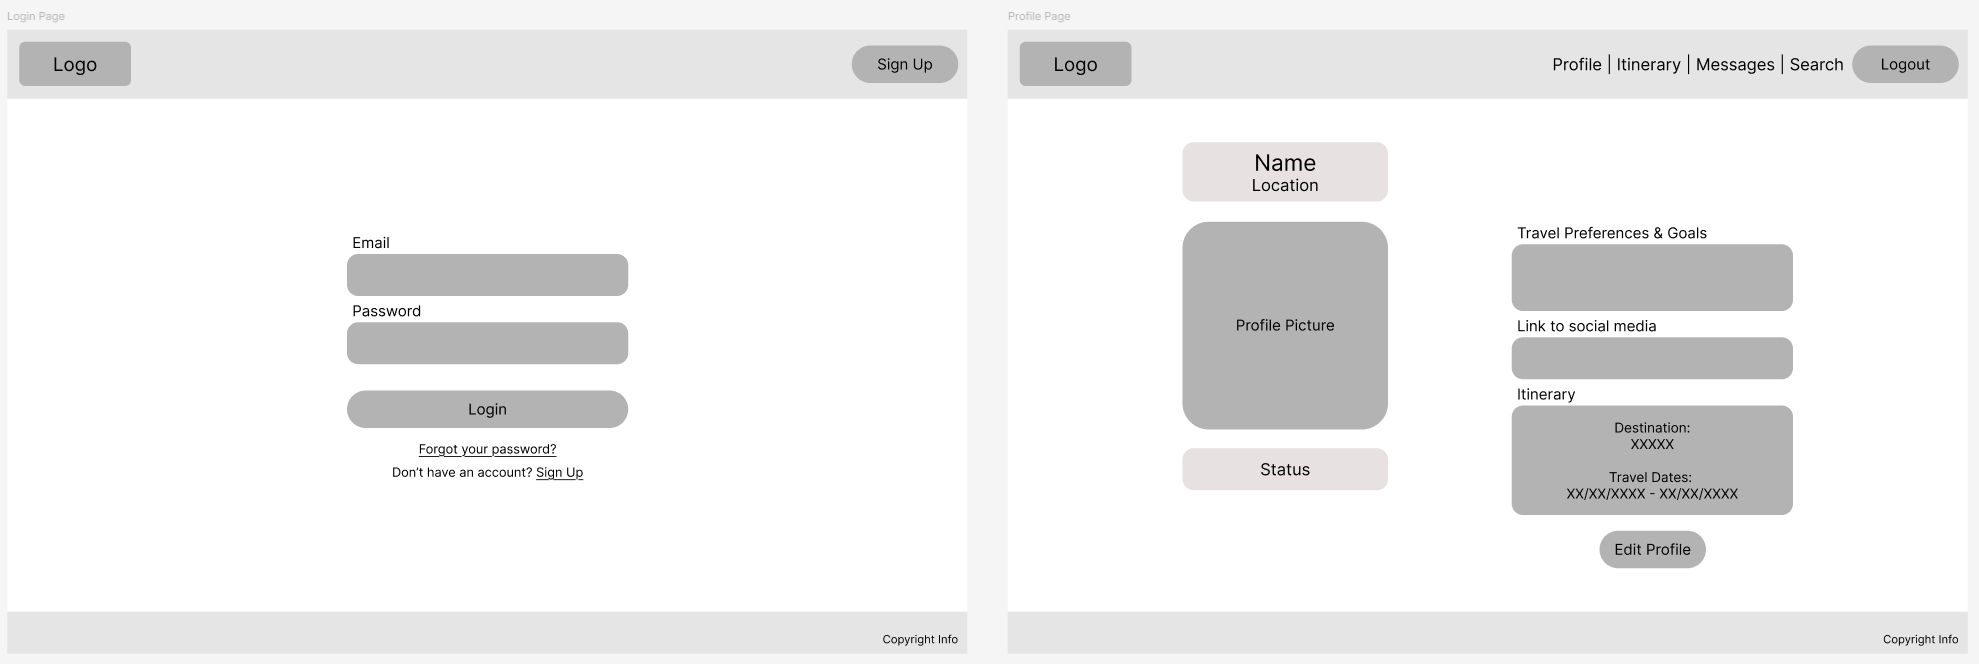 Login Page
Logo
Sign Up
Email
Password
Login
Forgot your password?
Don't have an account? Sign Up
Copyright Info
Profile Page
Logo
Profile | Itinerary | Messages | Search
Logout
Name
Location
Profile Picture
Status
Travel Preferences & Goals
Link to social media
Itinerary
Destination:
XXXXX
Travel Dates:
XX/XX/XXXX - XX/XX/XXXX
Edit Profile
Copyright Info